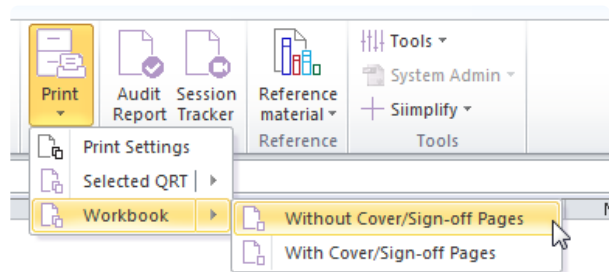 Tools
System Admin
Print
Audit Report
Session Tracker
Reference material
Siimplify
Reference
Tools
Print Settings
Selected QRT
Workbook
Without Cover/Sign-off Pages
With Cover/Sign-off Pages